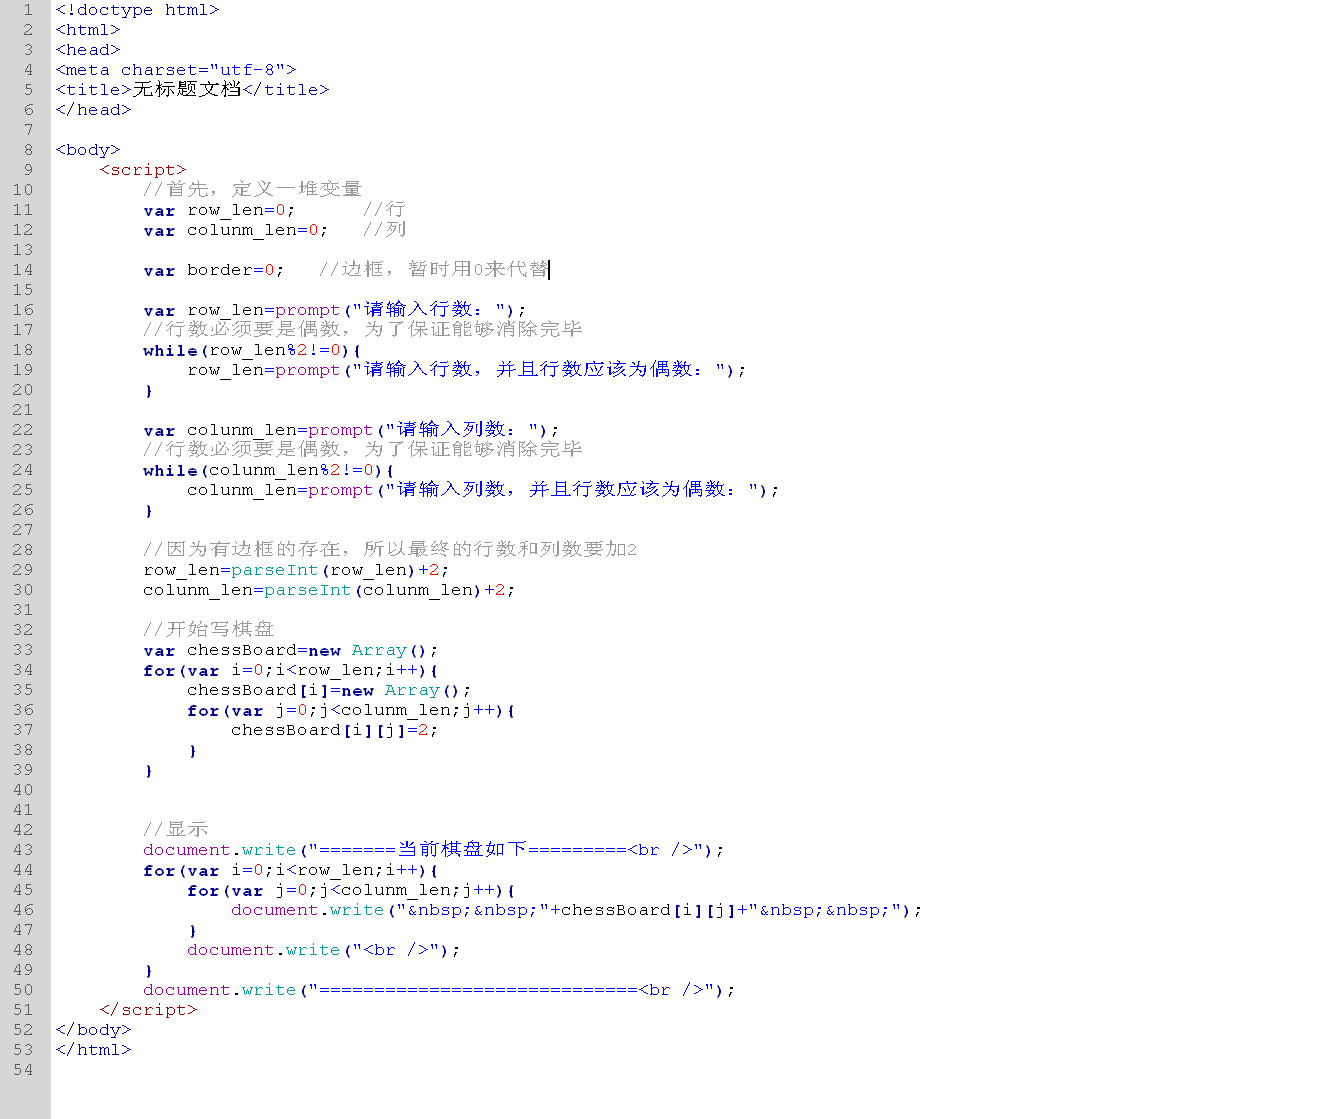 1 <!doctype html>
2 <html>
3 <head>
4 <meta charset="utf-8">
5 <title>无标题文档</title>
6 </head>
7
8 <body>
9 <script>
10 //首先，定义一堆变量
11 var row_len=0; //行
12 var colunm_len=0; //列
13
14 var border=0; //边框，暂时用0来代替
15
16 var row_len=prompt("请输入行数：");
17 //行数必须要是偶数，为了保证能够消除完毕
18 while(row_len%2!=0){
19 row_len=prompt("请输入行数，并且行数应该为偶数：");
20 }
21
22 var colunm_len=prompt("请输入列数：");
23 //行数必须要是偶数，为了保证能够消除完毕
24 while(colunm_len%2!=0){
25 colunm_len=prompt("请输入列数，并且行数应该为偶数：");
26 }
27
28 //因为有边框的存在，所以最终的行数和列数要加2
29 row_len=parseInt(row_len)+2;
30 colunm_len=parseInt(colunm_len)+2;
31
32 //开始写棋盘
33 var chessBoard=new Array();
34 for(var i=0;i<row_len;i++){
35 chessBoard[i]=new Array();
36 for(var j=0;j<colunm_len;j++){
37 chessBoard[i][j]=2;
38 }
39 }
40
41
42 //显示
43 document.write("=======当前棋盘如下=========<br />");
44 for(var i=0;i<row_len;i++){
45 for(var j=0;j<colunm_len;j++){
46 document.write("&nbsp;&nbsp;"+chessBoard[i][j]+"&nbsp;&nbsp;");
47 }
48 document.write("<br />");
49 }
50 document.write("=============================<br />");
51 </script>
52 </body>
53 </html>
54